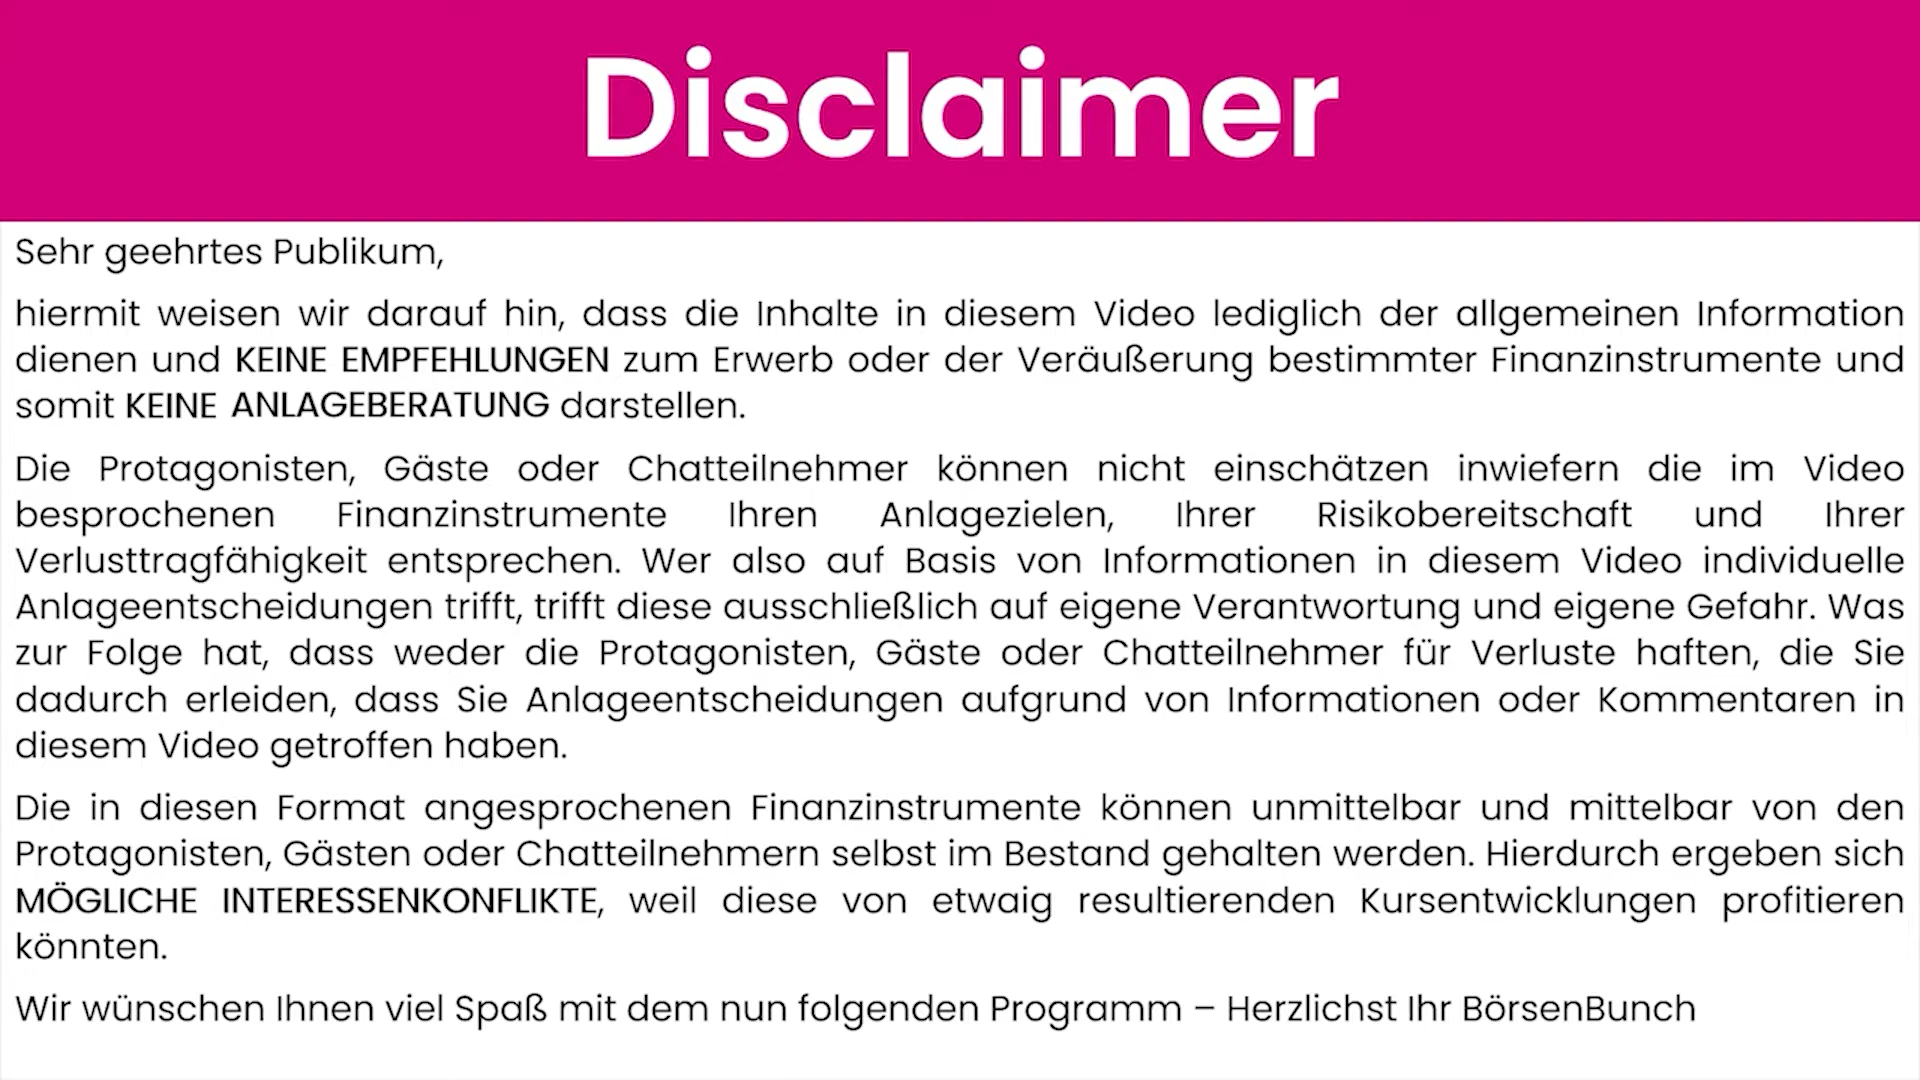 Disclaimer
Sehr geehrtes Publikum,
hiermit weisen wir darauf hin, dass die Inhalte in diesem Video lediglich der allgemeinen Information
dienen und KEINE EMPFEHLUNGEN zum Erwerb oder der Veräußerung bestimmter Finanzinstrumente und
somit KEINE ANLAGEBERATUNG darstellen.
Die Protagonisten, Gäste oder Chatteilnehmer können nicht einschätzen inwiefern die im Video
besprochenen Finanzinstrumente Ihren Anlagezielen, Ihrer Risikobereitschaft und Ihrer
Verlusttragfähigkeit entsprechen. Wer also auf Basis von Informationen in diesem Video individuelle
Anlageentscheidungen trifft, trifft diese ausschließlich auf eigene Verantwortung und eigene Gefahr. Was
zur Folge hat, dass weder die Protagonisten, Gäste oder Chatteilnehmer für Verluste haften, die Sie
dadurch erleiden, dass Sie Anlageentscheidungen aufgrund von Informationen oder Kommentaren in
diesem Video getroffen haben.
Die in diesen Format angesprochenen Finanzinstrumente können unmittelbar und mittelbar von den
Protagonisten, Gästen oder Chatteilnehmern selbst im Bestand gehalten werden. Hierdurch ergeben sich
MÖGLICHE INTERESSENKONFLIKTE, weil diese von etwaig resultierenden Kursentwicklungen profitieren
könnten.
Wir wünschen Ihnen viel Spaß mit dem nun folgenden Programm – Herzlichst Ihr BörsenBunch